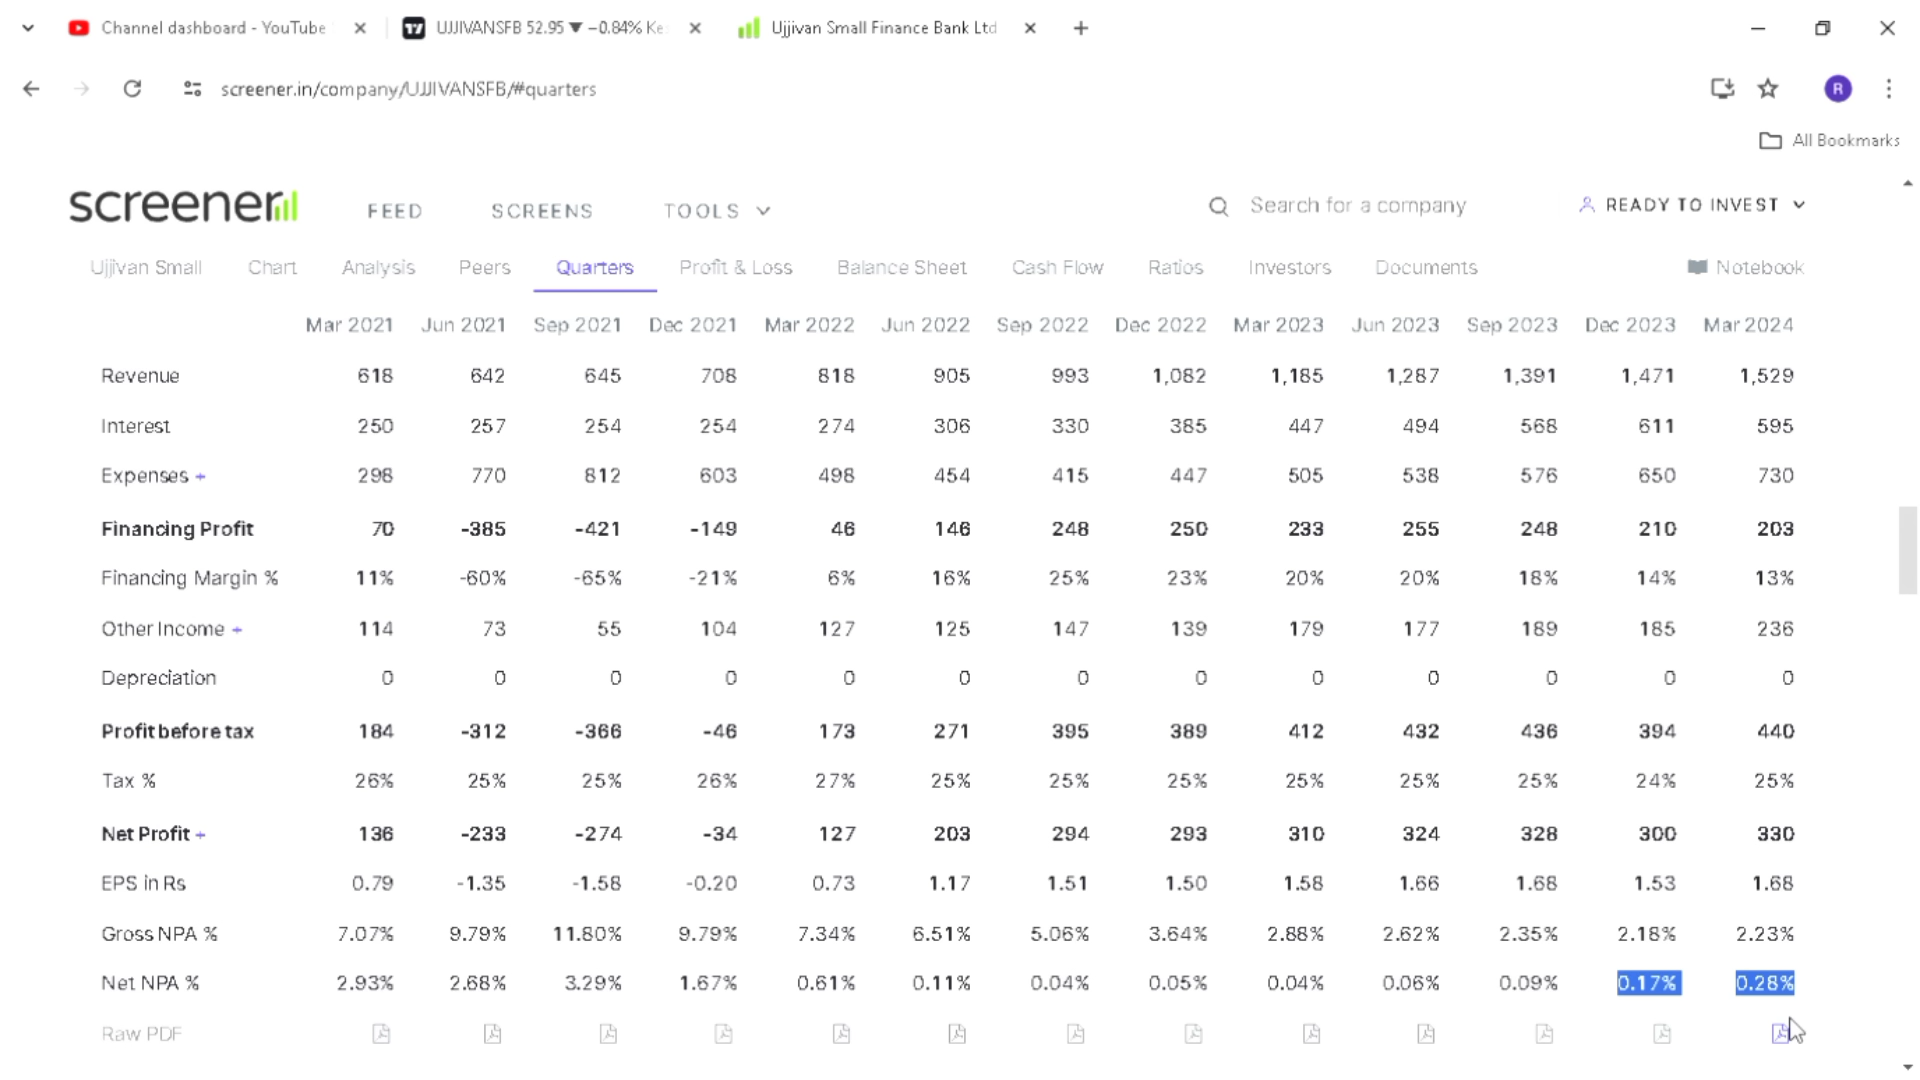 Channel dashboard - YouTube
UJJIVANSFB 52.95 ▼ −0.84% Ke
Ujjivan Small Finance Bank Ltd
screener.in/company/UJJIVANSFB/#quarters
R
All Bookmarks
screener
FEED SCREENS TOOLS
Search for a company
READY TO INVEST
Ujjivan Small Chart Analysis Peers Quarters Profit & Loss Balance Sheet Cash Flow Ratios Investors Documents Notebook
Mar 2021 Jun 2021 Sep 2021 Dec 2021 Mar 2022 Jun 2022 Sep 2022 Dec 2022 Mar 2023 Jun 2023 Sep 2023 Dec 2023 Mar 2024
Revenue 618 642 645 708 818 905 993 1,082 1,185 1,287 1,391 1,471 1,529
Interest 250 257 254 254 274 306 330 385 447 494 568 611 595
Expenses + 298 770 812 603 498 454 415 447 505 538 576 650 730
Financing Profit 70 -385 -421 -149 46 146 248 250 233 255 248 210 203
Financing Margin % 11% -60% -65% -21% 6% 16% 25% 23% 20% 20% 18% 14% 13%
Other Income + 114 73 55 104 127 125 147 139 179 177 189 185 236
Depreciation 0 0 0 0 0 0 0 0 0 0 0 0 0
Profit before tax 184 -312 -366 -46 173 271 395 389 412 432 436 394 440
Tax % 26% 25% 25% 26% 27% 25% 25% 25% 25% 25% 25% 24% 25%
Net Profit + 136 -233 -274 -34 127 203 294 293 310 324 328 300 330
EPS in Rs 0.79 -1.35 -1.58 -0.20 0.73 1.17 1.51 1.50 1.58 1.66 1.68 1.53 1.68
Gross NPA % 7.07% 9.79% 11.80% 9.79% 7.34% 6.51% 5.06% 3.64% 2.88% 2.62% 2.35% 2.18% 2.23%
Net NPA % 2.93% 2.68% 3.29% 1.67% 0.61% 0.11% 0.04% 0.05% 0.04% 0.06% 0.09% 0.17% 0.28%
Raw PDF